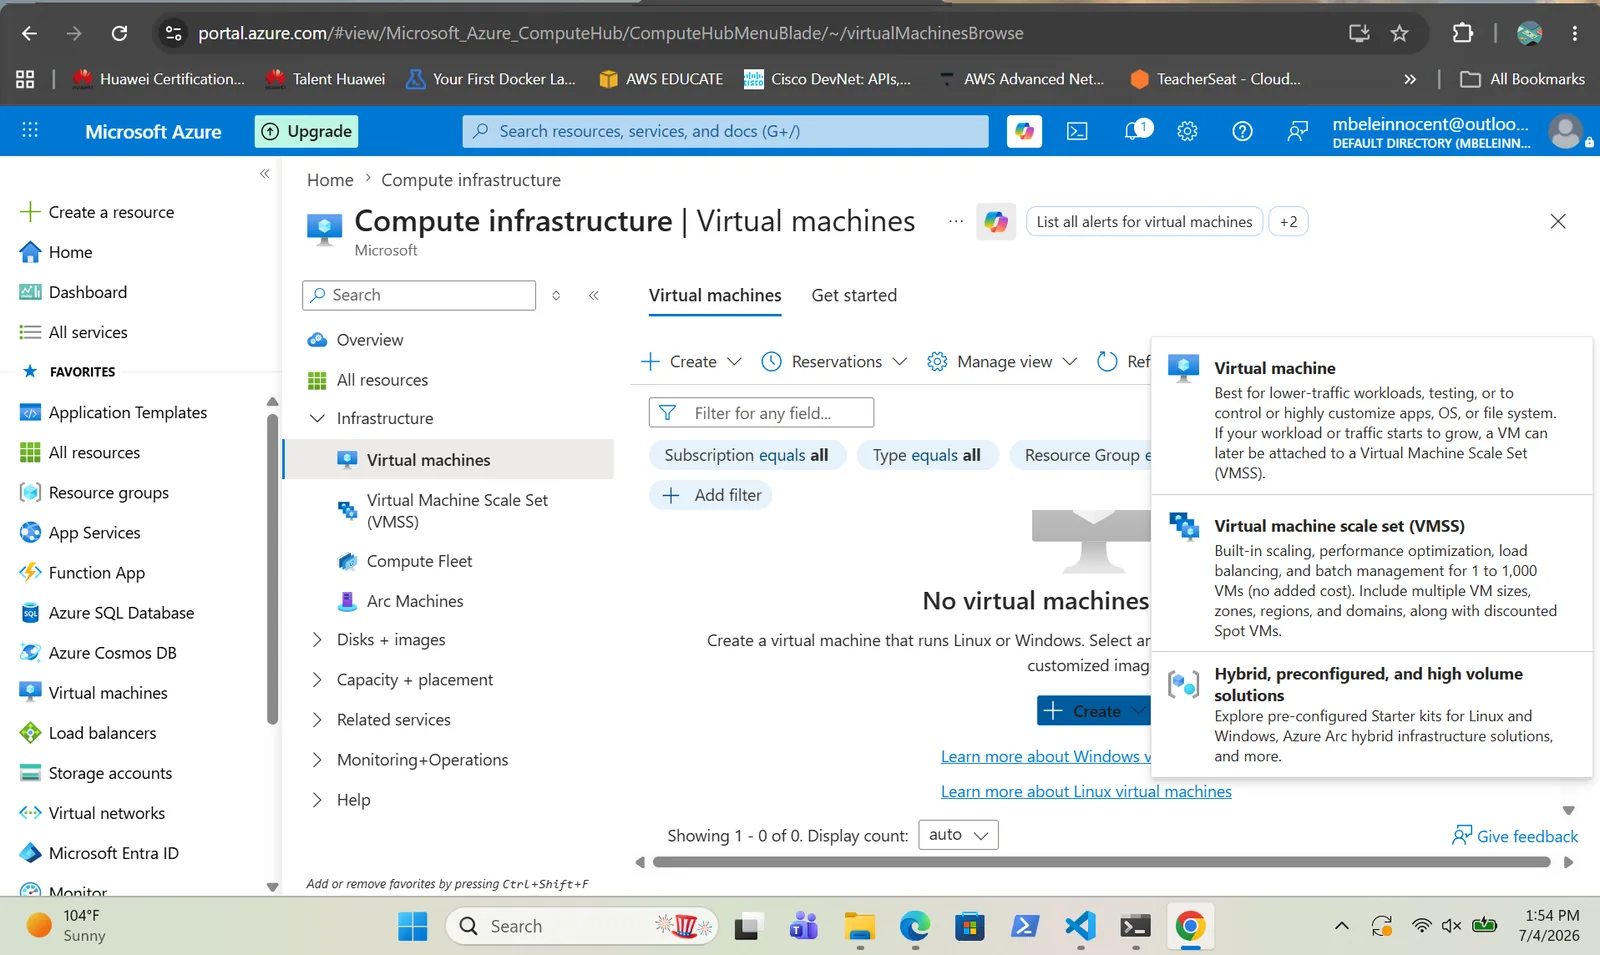 portal.azure.com/#view/Microsoft_Azure_ComputeHub/ComputeHubMenuBlade/~/virtualMachinesBrowse
Huawei Certification...
Talent Huawei
Your First Docker La...
AWS EDUCATE
Cisco DevNet: APIs,...
AWS Advanced Net...
TeacherSeat - Cloud...
»
All Bookmarks
Microsoft Azure
Upgrade
Search resources, services, and docs (G+/)
1
mbeleinnocent@outloo...
DEFAULT DIRECTORY (MBELEINN...
Create a resource
Home
Dashboard
All services
FAVORITES
Application Templates
All resources
Resource groups
App Services
Function App
Azure SQL Database
Azure Cosmos DB
Virtual machines
Load balancers
Storage accounts
Virtual networks
Microsoft Entra ID
Monitor
Home > Compute infrastructure
Compute infrastructure | Virtual machines
Microsoft
...
List all alerts for virtual machines
+2
Search
Overview
All resources
Infrastructure
Virtual machines
Virtual Machine Scale Set
(VMSS)
Compute Fleet
Arc Machines
Disks + images
Capacity + placement
Related services
Monitoring+Operations
Help
Add or remove favorites by pressing Ctrl+Shift+F
Virtual machines
Get started
Create
Reservations
Manage view
Ref
Filter for any field...
Subscription equals all
Type equals all
Resource Group e
Add filter
No virtual machines
Create a virtual machine that runs Linux or Windows. Select an
customized imag
Create
Learn more about Windows v
Learn more about Linux virtual machines
Showing 1 - 0 of 0. Display count:
auto
Give feedback
Virtual machine
Best for lower-traffic workloads, testing, or to
control or highly customize apps, OS, or file system.
If your workload or traffic starts to grow, a VM can
later be attached to a Virtual Machine Scale Set
(VMSS).
Virtual machine scale set (VMSS)
Built-in scaling, performance optimization, load
balancing, and batch management for 1 to 1,000
VMs (no added cost). Include multiple VM sizes,
zones, regions, and domains, along with discounted
Spot VMs.
Hybrid, preconfigured, and high volume
solutions
Explore pre-configured Starter kits for Linux and
Windows, Azure Arc hybrid infrastructure solutions,
and more.
104°F
Sunny
Search
1:54 PM
7/4/2026